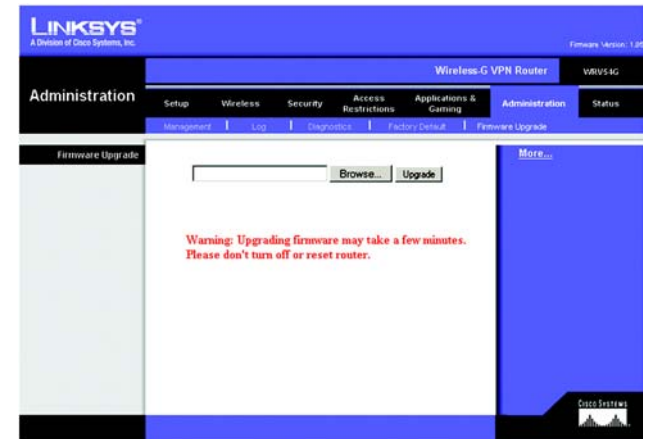 LINKSYS®
A Division of Cisco Systems, Inc.
Firmware Version: 1.05
Wireless-G VPN Router WRV54G
Administration
Setup Wireless Security Access Restrictions Applications & Gaming Administration Status
Management | Log | Diagnostics | Factory Default | Firmware Upgrade
Firmware Upgrade
Browse... Upgrade
More...
Warning: Upgrading firmware may take a few minutes.
Please don't turn off or reset router.
CISCO SYSTEMS